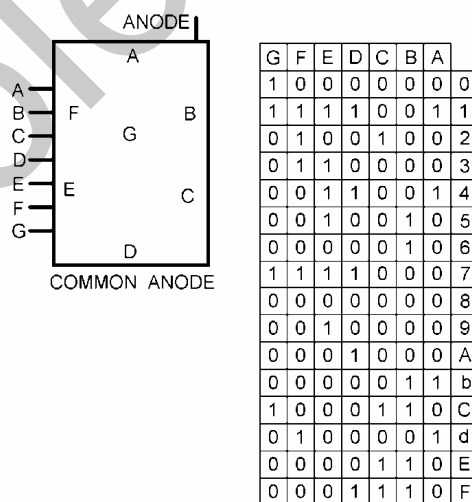 ANODE
A
A
B
C
D
E
F
G
F
B
G
E
C
D
COMMON ANODE
G F E D C B A
1 0 0 0 0 0 0 0
1 1 1 1 0 0 1 1
0 1 0 0 1 0 0 2
0 1 1 0 0 0 0 3
0 0 1 1 0 0 1 4
0 0 1 0 0 1 0 5
0 0 0 0 0 1 0 6
1 1 1 1 0 0 0 7
0 0 0 0 0 0 0 8
0 0 1 0 0 0 0 9
0 0 0 1 0 0 0 A
0 0 0 0 0 1 1 b
1 0 0 0 1 1 0 C
0 1 0 0 0 0 1 d
0 0 0 0 1 1 0 E
0 0 0 1 1 1 0 F